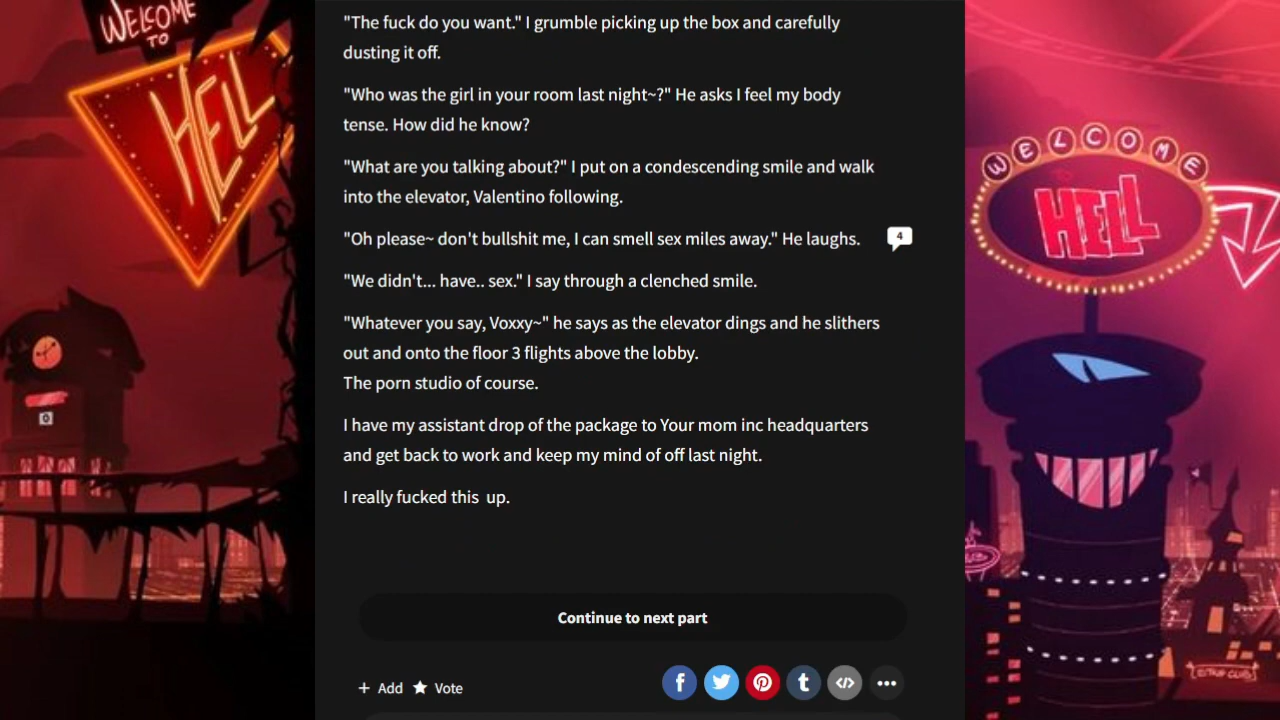 WELCOME
TO
HELL
"The fuck do you want." I grumble picking up the box and carefully
dusting it off.
"Who was the girl in your room last night~?" He asks I feel my body
tense. How did he know?
"What are you talking about?" I put on a condescending smile and walk
into the elevator, Valentino following.
"Oh please~ don't bullshit me, I can smell sex miles away." He laughs.
4
"We didn't... have.. sex." I say through a clenched smile.
"Whatever you say, Voxxy~" he says as the elevator dings and he slithers
out and onto the floor 3 flights above the lobby.
The porn studio of course.
I have my assistant drop of the package to Your mom inc headquarters
and get back to work and keep my mind of off last night.
I really fucked this  up.
Continue to next part
+ Add ★ Vote
WELCOME
TO
HELL